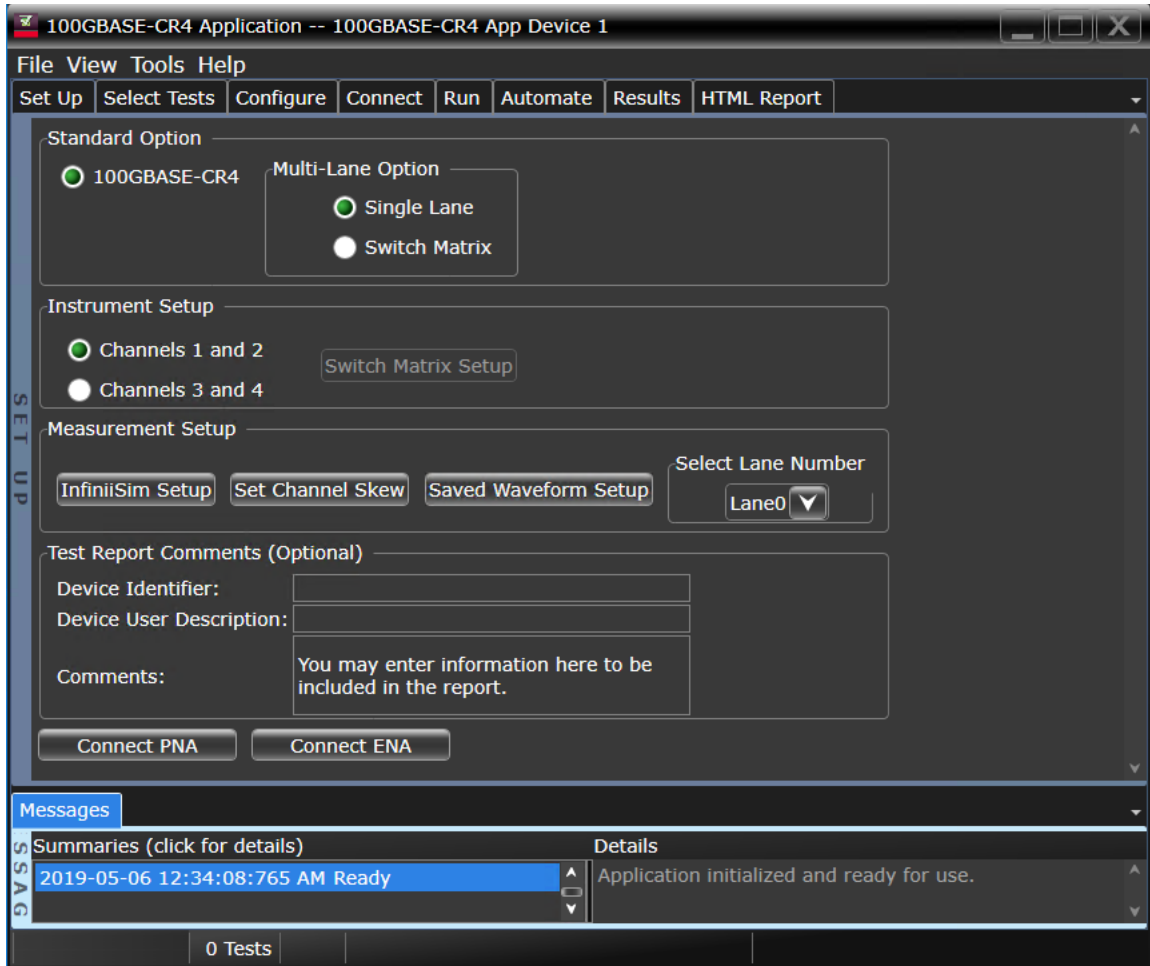 100GBASE-CR4 Application -- 100GBASE-CR4 App Device 1
File View Tools Help
Set Up Select Tests Configure Connect Run Automate Results HTML Report
SET UP
Standard Option
100GBASE-CR4
Multi-Lane Option
Single Lane
Switch Matrix
Instrument Setup
Channels 1 and 2
Switch Matrix Setup
Channels 3 and 4
Measurement Setup
InfiniiSim Setup Set Channel Skew Saved Waveform Setup
Select Lane Number
Lane0
Test Report Comments (Optional)
Device Identifier:
Device User Description:
Comments:
You may enter information here to be
included in the report.
Connect PNA Connect ENA
Messages
SSAG
Summaries (click for details) Details
2019-05-06 12:34:08:765 AM Ready
Application initialized and ready for use.
0 Tests